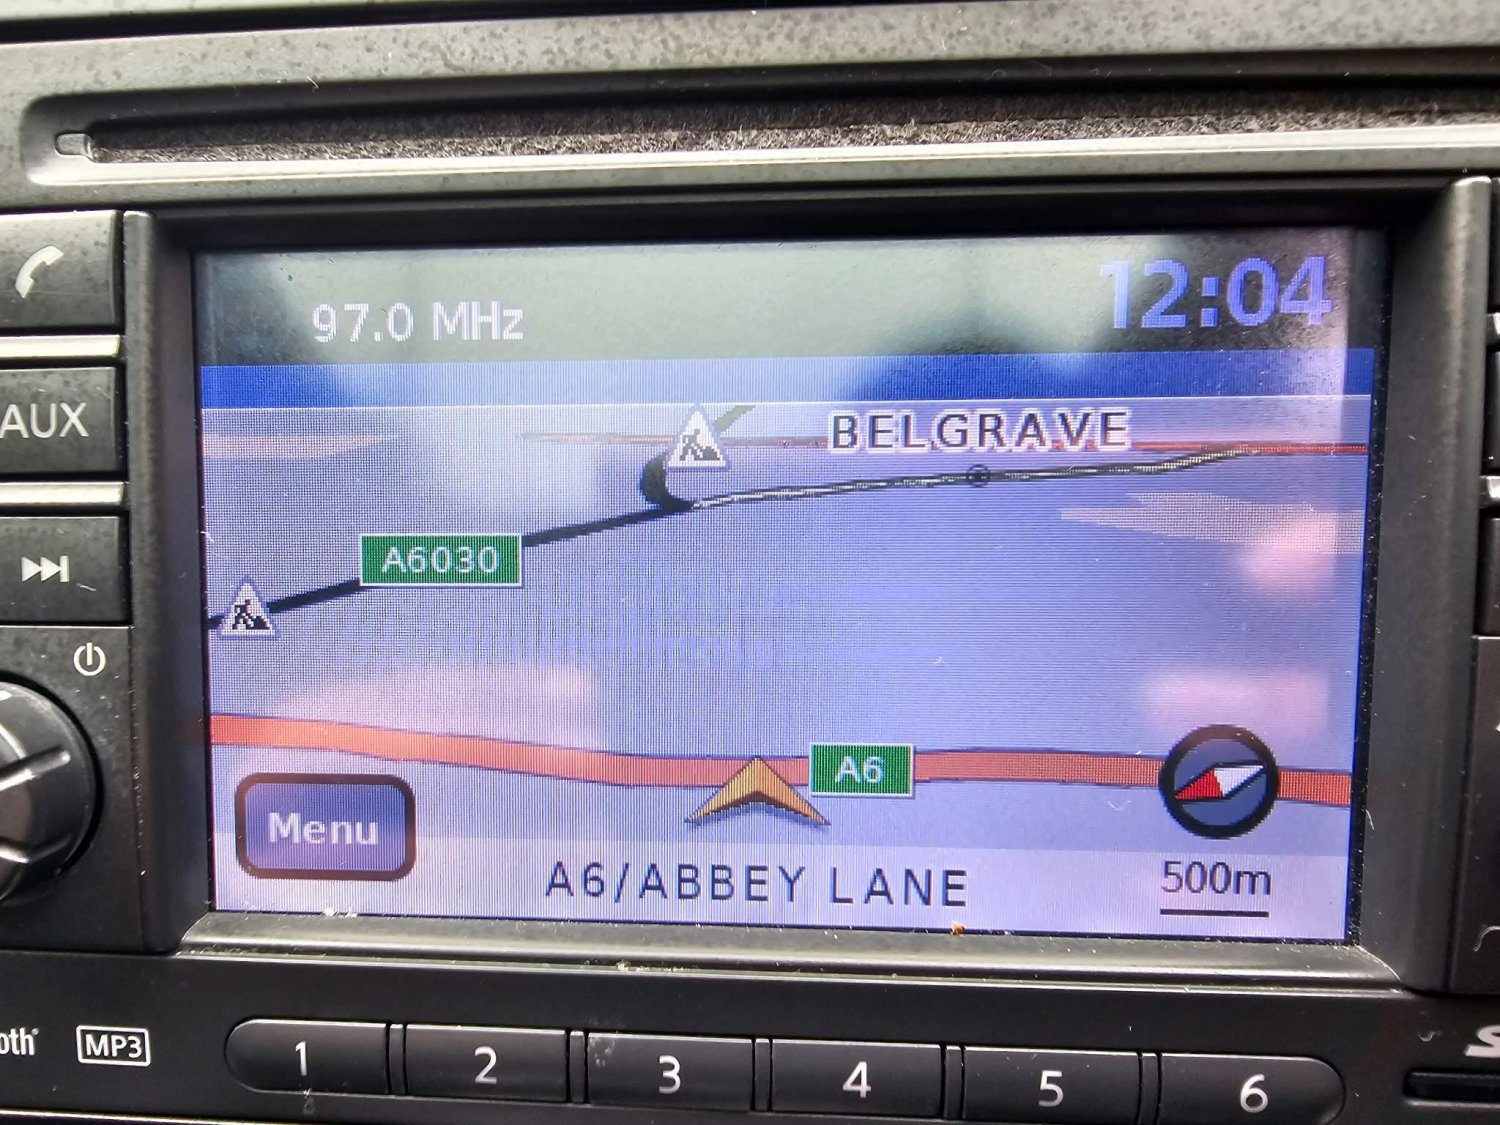 97.0 MHz
12:04
AUX
BELGRAVE
A6030
A6
Menu
A6/ABBEY LANE
500m
oth
MP3
1 2 3 4 5 6